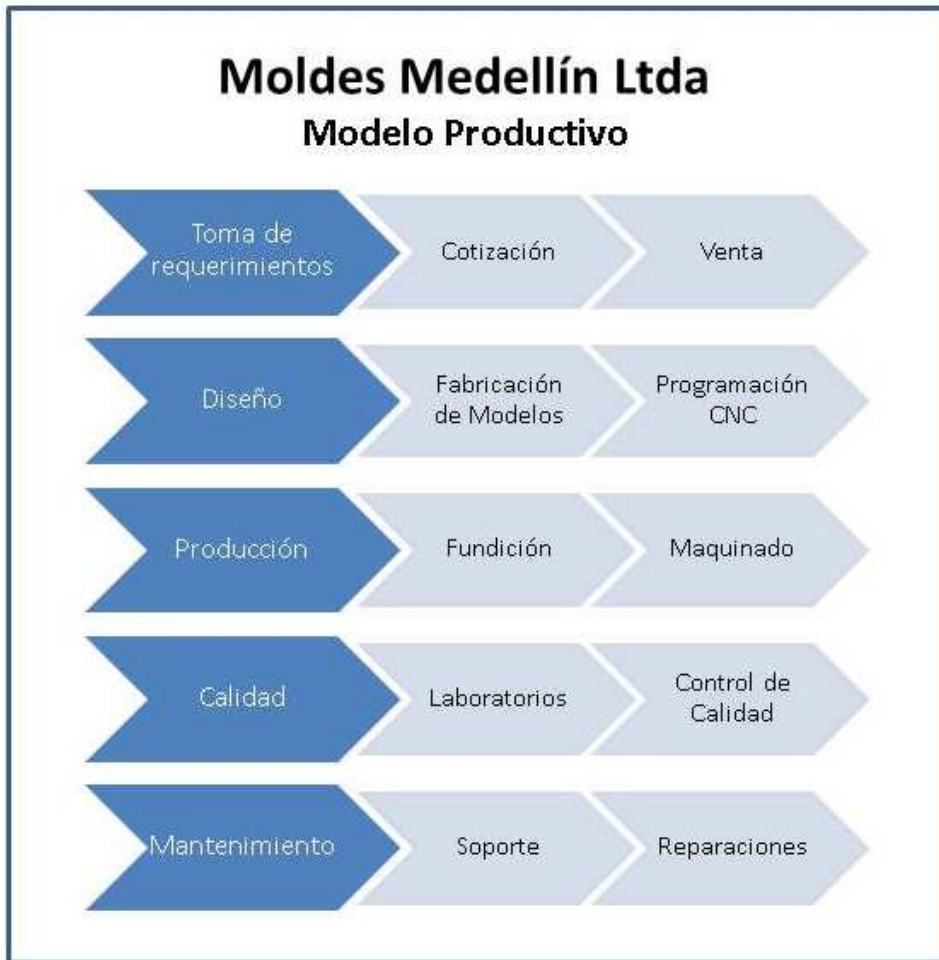 Moldes Medellín Ltda
Modelo Productivo
Toma de
requerimientos
Cotización
Venta
Diseño
Fabricación
de Modelos
Programación
CNC
Producción
Fundición
Maquinado
Calidad
Laboratorios
Control de
Calidad
Mantenimiento
Soporte
Reparaciones